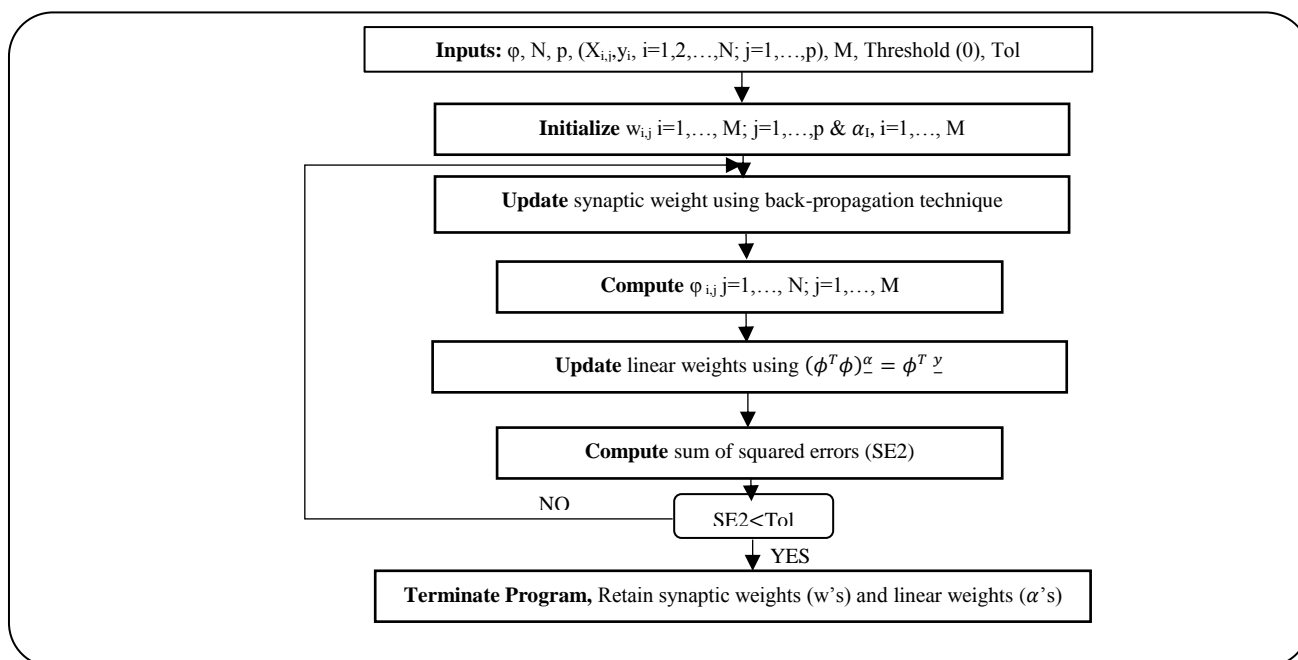 Inputs: φ, N, p, (Xi,j,yi, i=1,2,…,N; j=1,…,p), M, Threshold (0), Tol
Initialize wi,j i=1,…, M; j=1,…,p & αI, i=1,…, M
Update synaptic weight using back-propagation technique
Compute φ i,j j=1,…, N; j=1,…, M
Update linear weights using (ϕ^T ϕ)α = ϕ^T y
Compute sum of squared errors (SE2)
NO
SE2<Tol
YES
Terminate Program, Retain synaptic weights (w’s) and linear weights (α’s)